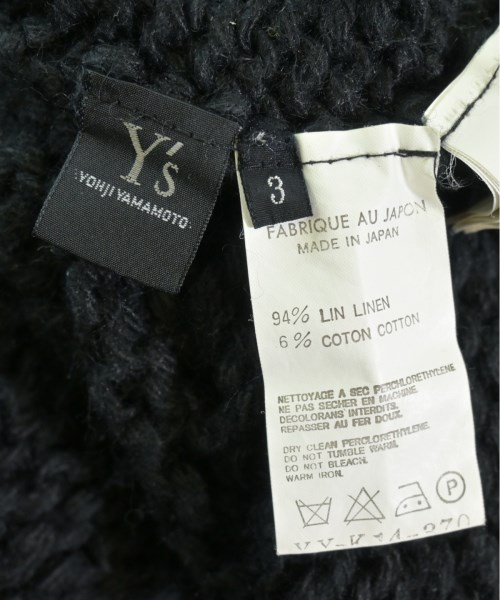 Y's
·YOHJI YAMAMOTO·
3
FABRIQUE AU JAPON
MADE IN JAPAN
94% LIN LINEN
6% COTON COTTON
NETTOYAGE A SEC PERCHLORETHYLENE
NE PAS SECHER EN MACHINE.
DECOLORANS INTERDITS.
REPASSER AU FER DOUX.
DRY CLEAN PERCLORETHYLENE.
DO NOT TUMBLE WARM.
DO NOT BLEACH.
WARM IRON.
P